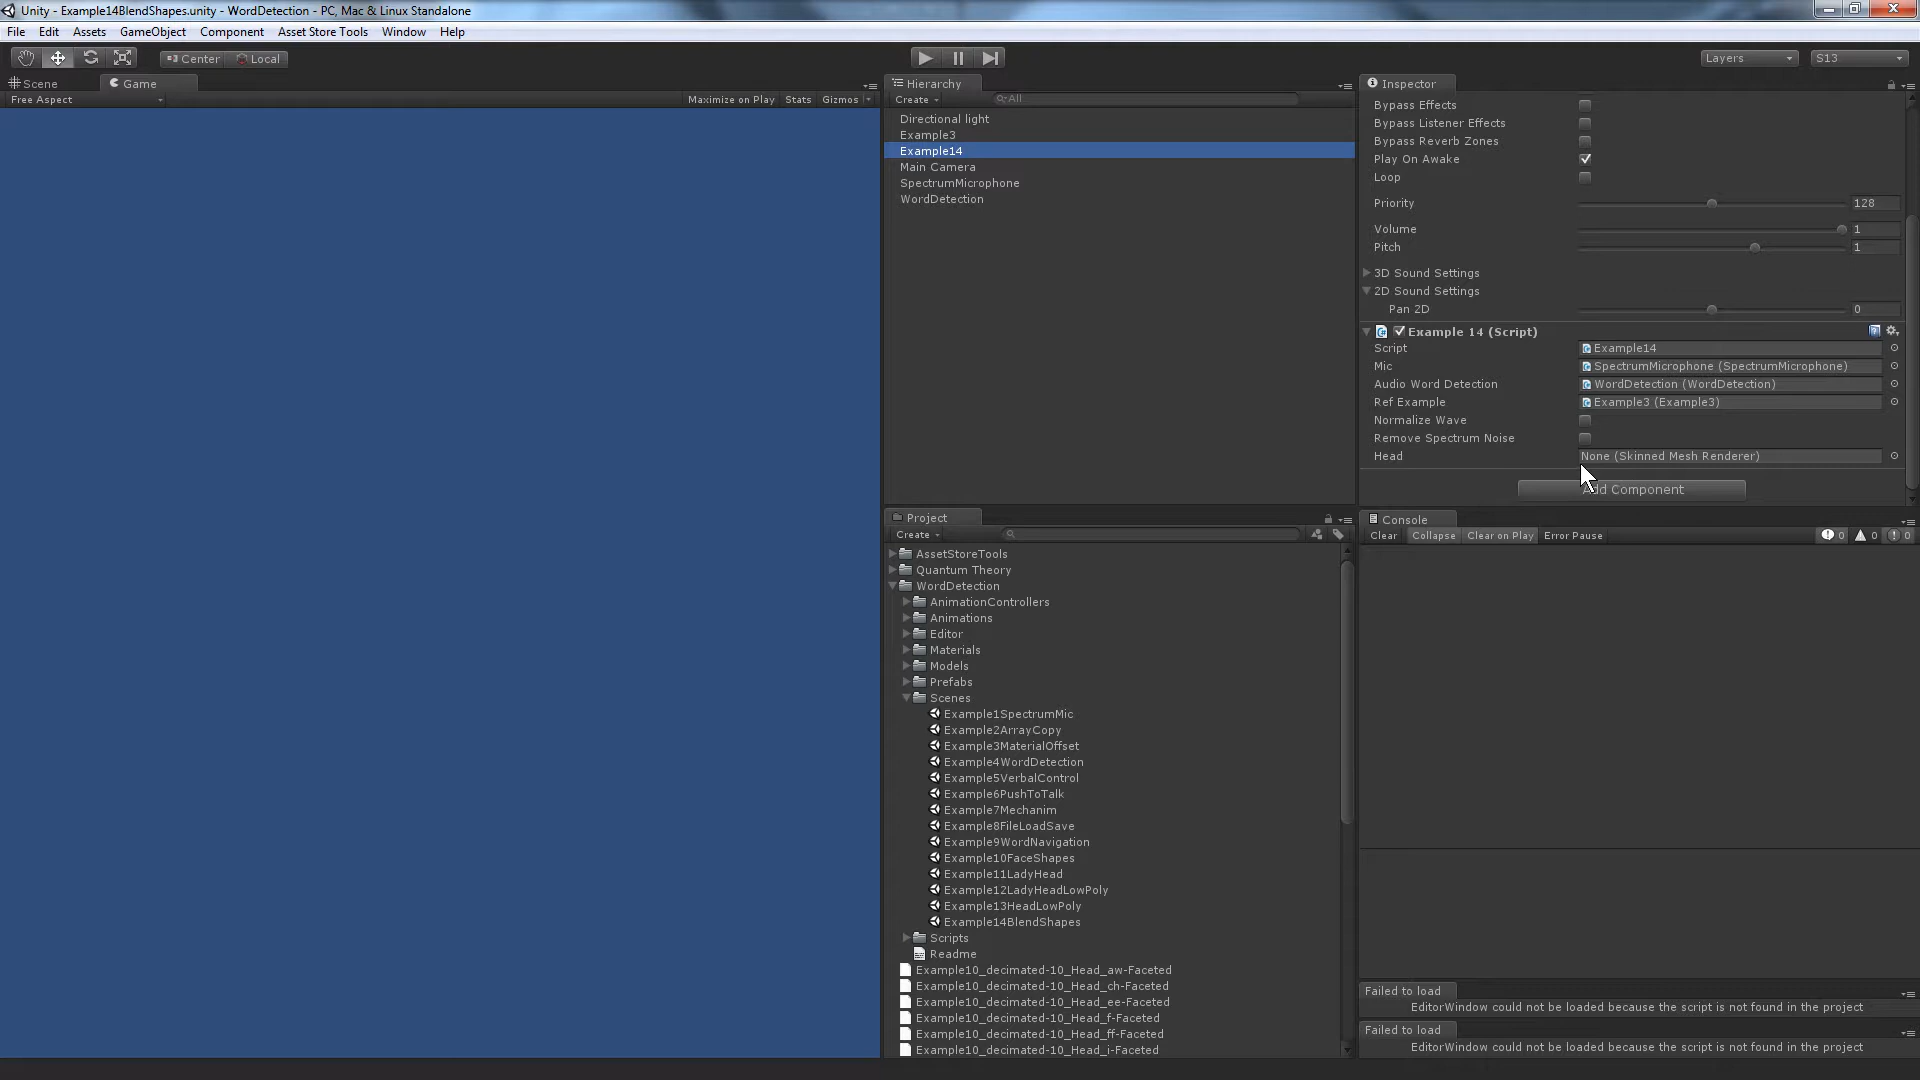 Unity - Example14BlendShapes.unity - WordDetection - PC, Mac & Linux Standalone
File Edit Assets GameObject Component Asset Store Tools Window Help
Center Local
Layers
S13
Scene
Game
Free Aspect
Maximize on Play Stats Gizmos
Hierarchy
Create
All
Directional light
Example3
Example14
Main Camera
SpectrumMicrophone
WordDetection
Inspector
Bypass Effects
Bypass Listener Effects
Bypass Reverb Zones
Play On Awake
Loop
Priority 128
Volume 1
Pitch 1
3D Sound Settings
2D Sound Settings
Pan 2D 0
Example 14 (Script)
Script Example14
Mic SpectrumMicrophone (SpectrumMicrophone)
Audio Word Detection WordDetection (WordDetection)
Ref Example Example3 (Example3)
Normalize Wave
Remove Spectrum Noise
Head None (Skinned Mesh Renderer)
Add Component
Project
Create
AssetStoreTools
Quantum Theory
WordDetection
AnimationControllers
Animations
Editor
Materials
Models
Prefabs
Scenes
Example1SpectrumMic
Example2ArrayCopy
Example3MaterialOffset
Example4WordDetection
Example5VerbalControl
Example6PushToTalk
Example7Mechanim
Example8FileLoadSave
Example9WordNavigation
Example10FaceShapes
Example11LadyHead
Example12LadyHeadLowPoly
Example13HeadLowPoly
Example14BlendShapes
Scripts
Readme
Example10_decimated-10_Head_aw-Faceted
Example10_decimated-10_Head_ch-Faceted
Example10_decimated-10_Head_ee-Faceted
Example10_decimated-10_Head_f-Faceted
Example10_decimated-10_Head_ff-Faceted
Example10_decimated-10_Head_i-Faceted
Console
Clear Collapse Clear on Play Error Pause 0 0 0
Failed to load
EditorWindow could not be loaded because the script is not found in the project
Failed to load
EditorWindow could not be loaded because the script is not found in the project